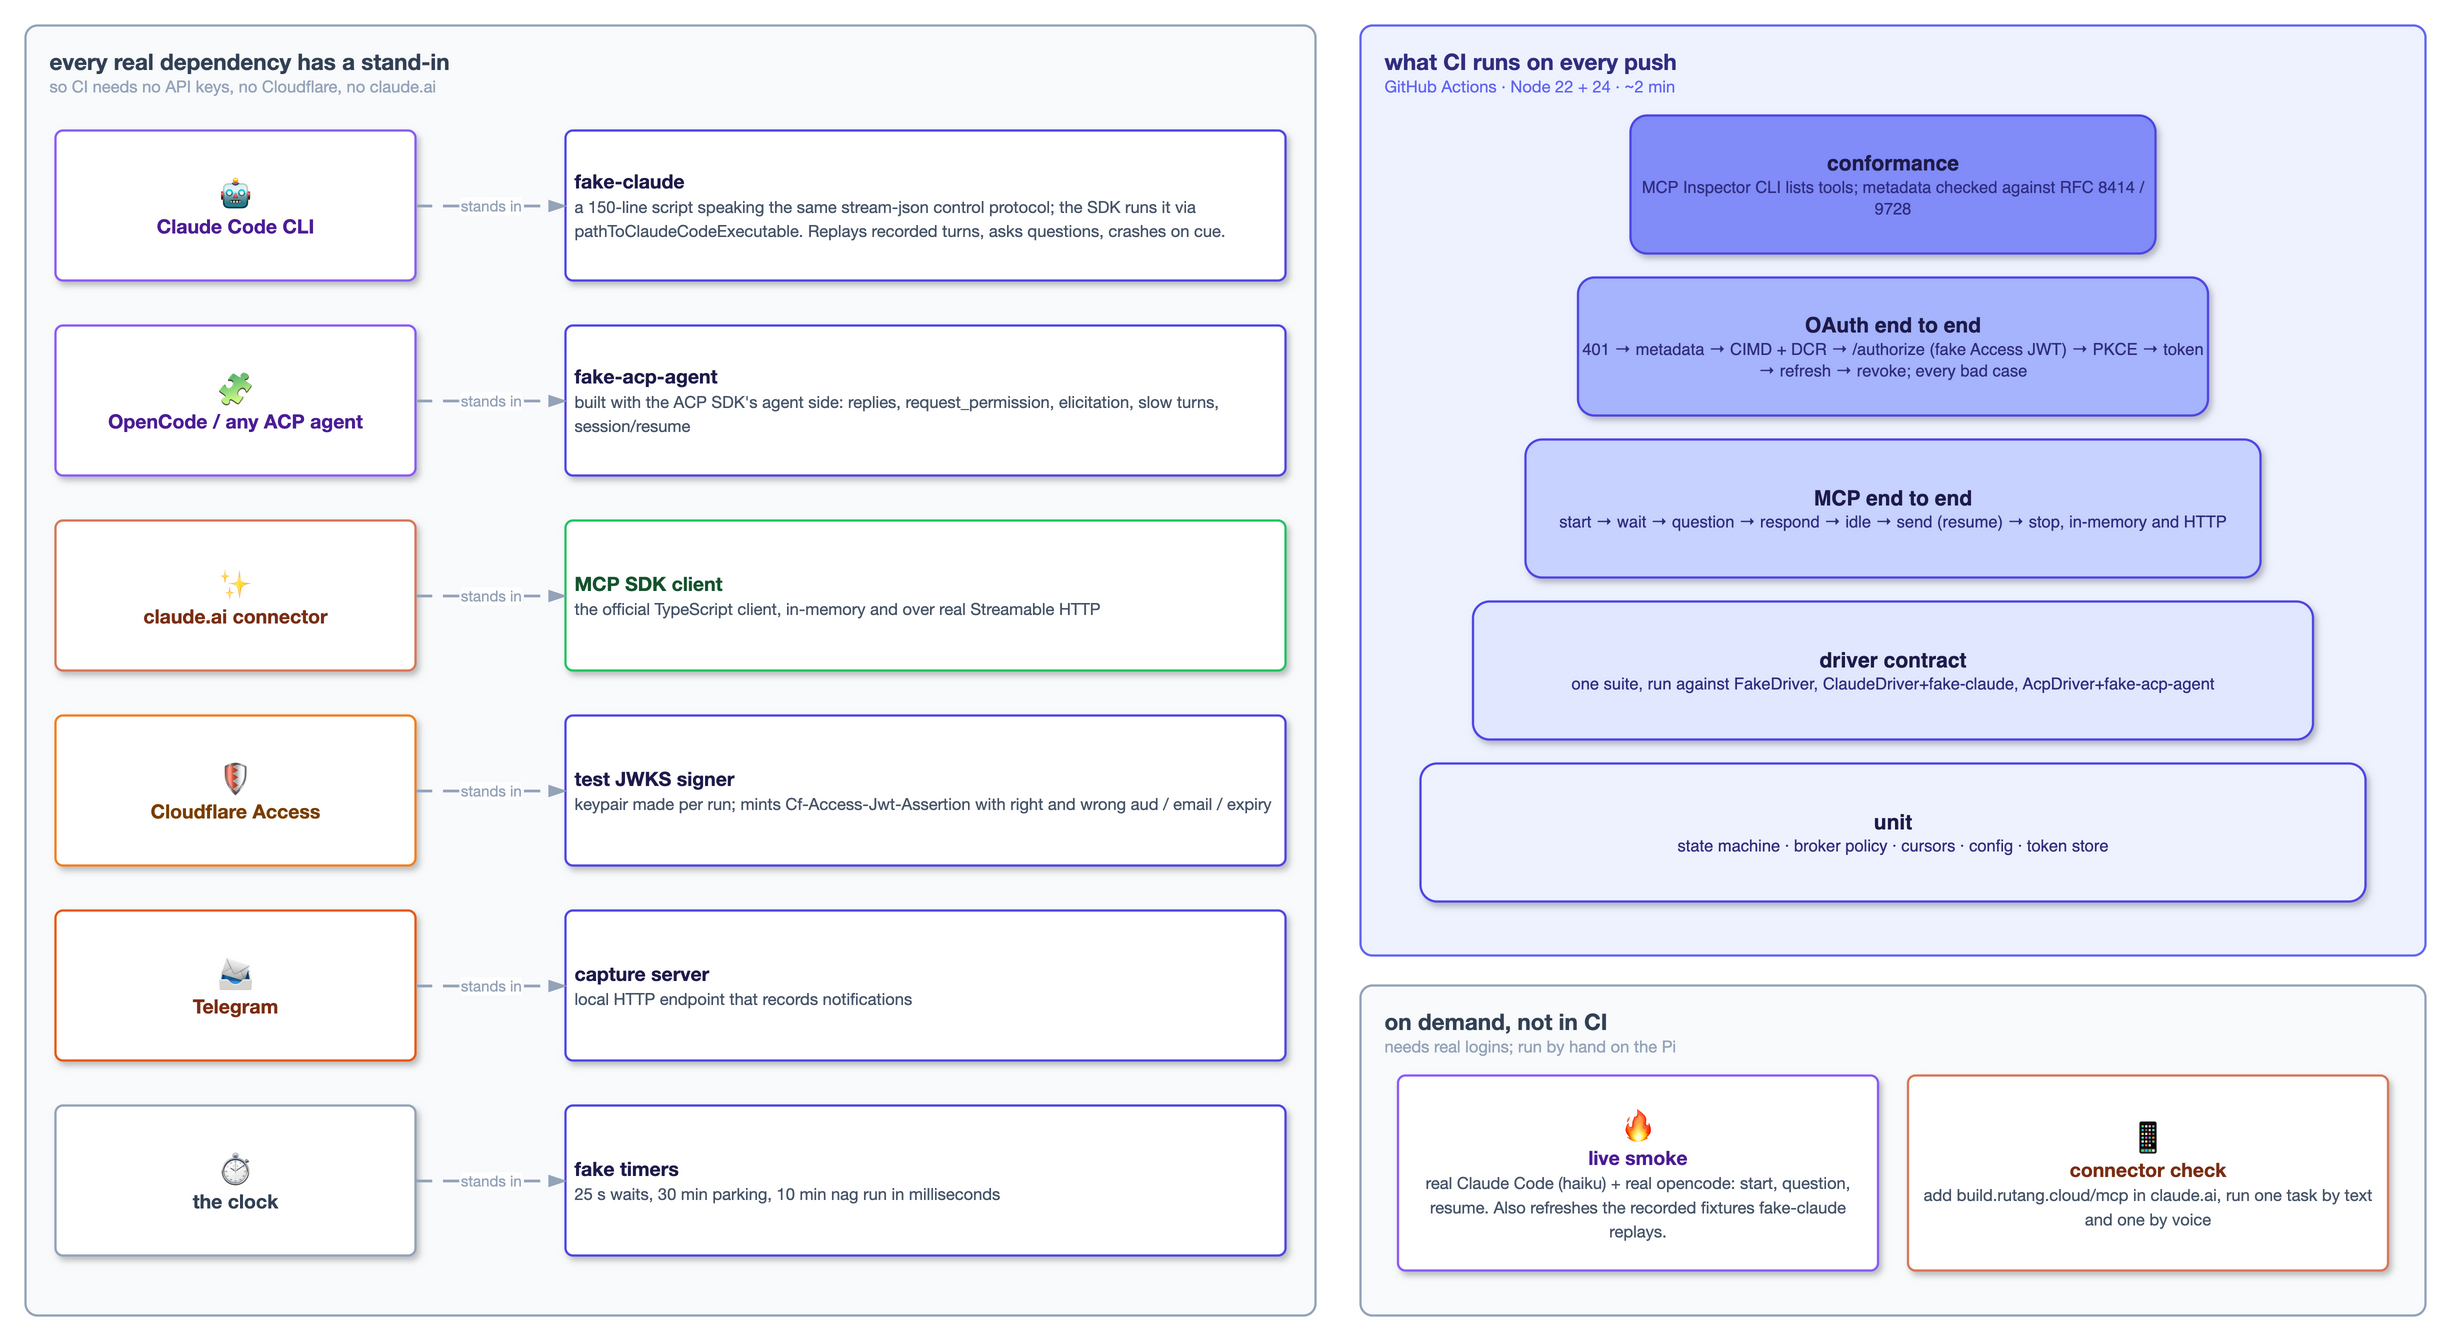 every real dependency has a stand-in
so CI needs no API keys, no Cloudflare, no claude.ai
Claude Code CLI
stands in
fake-claude
a 150-line script speaking the same stream-json control protocol; the SDK runs it via
pathToClaudeCodeExecutable. Replays recorded turns, asks questions, crashes on cue.
OpenCode / any ACP agent
stands in
fake-acp-agent
built with the ACP SDK's agent side: replies, request_permission, elicitation, slow turns,
session/resume
claude.ai connector
stands in
MCP SDK client
the official TypeScript client, in-memory and over real Streamable HTTP
Cloudflare Access
stands in
test JWKS signer
keypair made per run; mints Cf-Access-Jwt-Assertion with right and wrong aud / email / expiry
Telegram
stands in
capture server
local HTTP endpoint that records notifications
the clock
stands in
fake timers
25 s waits, 30 min parking, 10 min nag run in milliseconds
what CI runs on every push
GitHub Actions · Node 22 + 24 · ~2 min
conformance
MCP Inspector CLI lists tools; metadata checked against RFC 8414 /
9728
OAuth end to end
401 → metadata → CIMD + DCR → /authorize (fake Access JWT) → PKCE → token
→ refresh → revoke; every bad case
MCP end to end
start → wait → question → respond → idle → send (resume) → stop, in-memory and HTTP
driver contract
one suite, run against FakeDriver, ClaudeDriver+fake-claude, AcpDriver+fake-acp-agent
unit
state machine · broker policy · cursors · config · token store
on demand, not in CI
needs real logins; run by hand on the Pi
live smoke
real Claude Code (haiku) + real opencode: start, question,
resume. Also refreshes the recorded fixtures fake-claude
replays.
connector check
add build.rutang.cloud/mcp in claude.ai, run one task by text
and one by voice